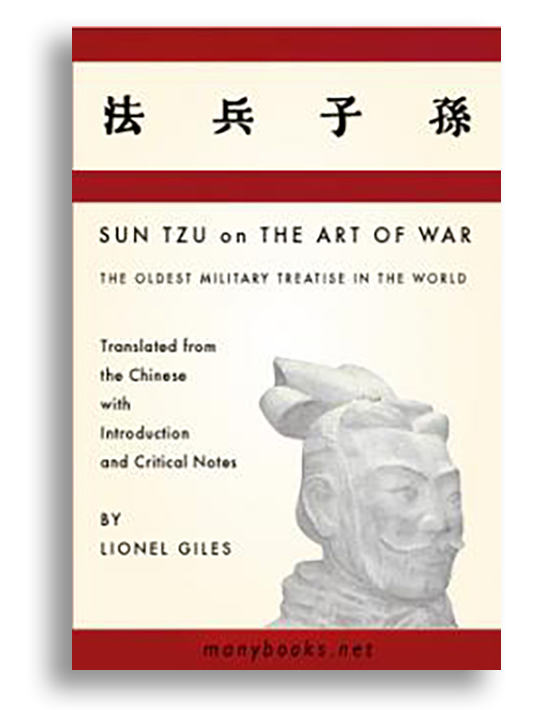 法 兵 子 孫
SUN TZU on THE ART OF WAR
THE OLDEST MILITARY TREATISE IN THE WORLD
Translated from
the Chinese
with
Introduction
and Critical Notes
BY
LIONEL GILES
manybooks.net